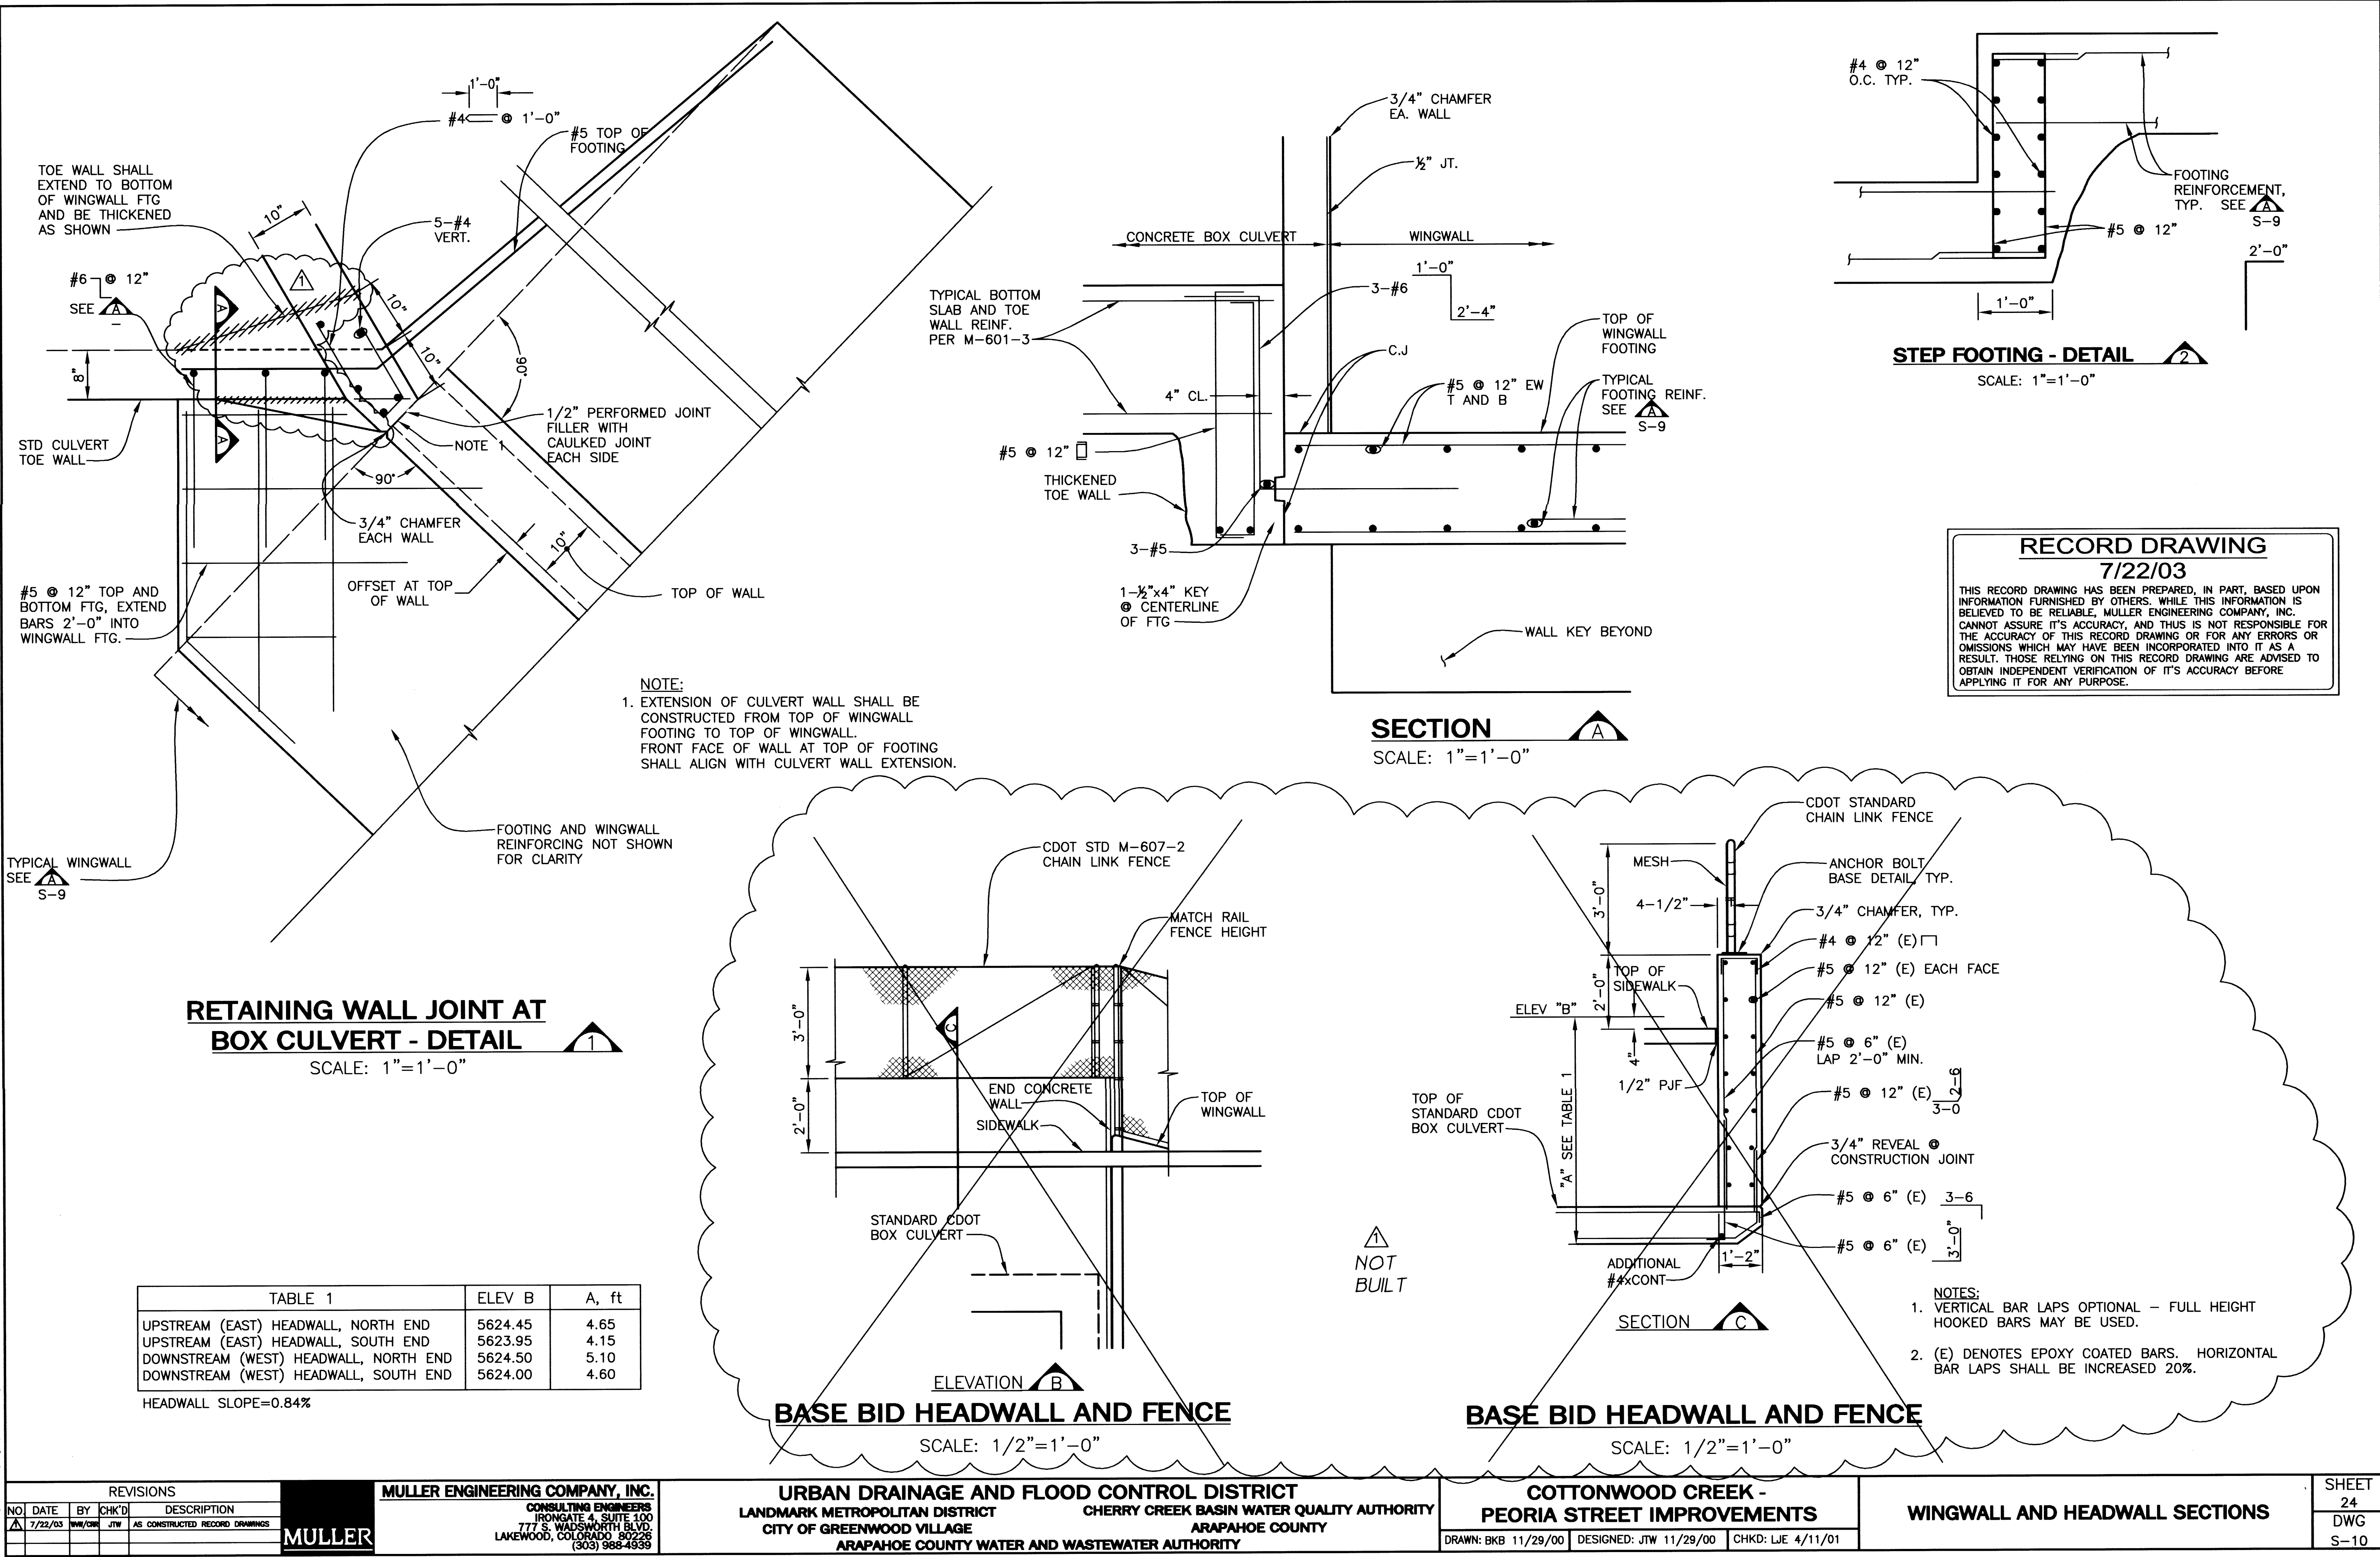 1'-0"
#4 @ 1'-0"
#5 TOP OF
FOOTING
TOE WALL SHALL
EXTEND TO BOTTOM
OF WINGWALL FTG
AND BE THICKENED
AS SHOWN
10"
5-#4
VERT.
#6 @ 12"
SEE A
-
1
A
10"
10"
90°
8"
A
STD CULVERT
TOE WALL
1/2" PERFORMED JOINT
FILLER WITH
CAULKED JOINT
EACH SIDE
NOTE 1
90°
3/4" CHAMFER
EACH WALL
10"
#5 @ 12" TOP AND
BOTTOM FTG, EXTEND
BARS 2'-0" INTO
WINGWALL FTG.
OFFSET AT TOP
OF WALL
TOP OF WALL
NOTE:
1. EXTENSION OF CULVERT WALL SHALL BE
CONSTRUCTED FROM TOP OF WINGWALL
FOOTING TO TOP OF WINGWALL.
FRONT FACE OF WALL AT TOP OF FOOTING
SHALL ALIGN WITH CULVERT WALL EXTENSION.
FOOTING AND WINGWALL
REINFORCING NOT SHOWN
FOR CLARITY
TYPICAL WINGWALL
SEE A
S-9
RETAINING WALL JOINT AT
BOX CULVERT - DETAIL 1
SCALE: 1"=1'-0"
3/4" CHAMFER
EA. WALL
½" JT.
CONCRETE BOX CULVERT
WINGWALL
1'-0"
2'-4"
3-#6
TYPICAL BOTTOM
SLAB AND TOE
WALL REINF.
PER M-601-3
TOP OF
WINGWALL
FOOTING
C.J
4" CL.
#5 @ 12" EW
T AND B
TYPICAL
FOOTING REINF.
SEE A
S-9
#5 @ 12"
THICKENED
TOE WALL
3-#5
1-½"x4" KEY
@ CENTERLINE
OF FTG
WALL KEY BEYOND
SECTION A
SCALE: 1"=1'-0"
#4 @ 12"
O.C. TYP.
FOOTING
REINFORCEMENT,
TYP. SEE A
S-9
#5 @ 12"
2'-0"
1'-0"
STEP FOOTING - DETAIL 2
SCALE: 1"=1'-0"
RECORD DRAWING
7/22/03
THIS RECORD DRAWING HAS BEEN PREPARED, IN PART, BASED UPON
INFORMATION FURNISHED BY OTHERS. WHILE THIS INFORMATION IS
BELIEVED TO BE RELIABLE, MULLER ENGINEERING COMPANY, INC.
CANNOT ASSURE IT'S ACCURACY, AND THUS IS NOT RESPONSIBLE FOR
THE ACCURACY OF THIS RECORD DRAWING OR FOR ANY ERRORS OR
OMISSIONS WHICH MAY HAVE BEEN INCORPORATED INTO IT AS A
RESULT. THOSE RELYING ON THIS RECORD DRAWING ARE ADVISED TO
OBTAIN INDEPENDENT VERIFICATION OF IT'S ACCURACY BEFORE
APPLYING IT FOR ANY PURPOSE.
CDOT STD M-607-2
CHAIN LINK FENCE
MATCH RAIL
FENCE HEIGHT
3'-0"
C
2'-0"
END CONCRETE
WALL
SIDEWALK
TOP OF
WINGWALL
STANDARD CDOT
BOX CULVERT
ELEVATION B
BASE BID HEADWALL AND FENCE
SCALE: 1/2"=1'-0"
1
NOT
BUILT
CDOT STANDARD
CHAIN LINK FENCE
MESH
ANCHOR BOLT
BASE DETAIL, TYP.
3'-0"
4-1/2"
3/4" CHAMFER, TYP.
#4 @ 12" (E)
#5 @ 12" (E) EACH FACE
TOP OF
SIDEWALK
2'-0"
ELEV "B"
#5 @ 12" (E)
4"
#5 @ 6" (E)
LAP 2'-0" MIN.
1/2" PJF
#5 @ 12" (E) 2-6
3-0
TOP OF
STANDARD CDOT
BOX CULVERT
"A" SEE TABLE 1
3/4" REVEAL @
CONSTRUCTION JOINT
#5 @ 6" (E) 3-6
#5 @ 6" (E) 3'-0"
ADDITIONAL
#4xCONT
1'-2"
SECTION C
NOTES:
1. VERTICAL BAR LAPS OPTIONAL - FULL HEIGHT
HOOKED BARS MAY BE USED.
2. (E) DENOTES EPOXY COATED BARS. HORIZONTAL
BAR LAPS SHALL BE INCREASED 20%.
BASE BID HEADWALL AND FENCE
SCALE: 1/2"=1'-0"
TABLE 1 ELEV B A, ft
UPSTREAM (EAST) HEADWALL, NORTH END 5624.45 4.65
UPSTREAM (EAST) HEADWALL, SOUTH END 5623.95 4.15
DOWNSTREAM (WEST) HEADWALL, NORTH END 5624.50 5.10
DOWNSTREAM (WEST) HEADWALL, SOUTH END 5624.00 4.60
HEADWALL SLOPE=0.84%
REVISIONS
NO. DATE BY CHK'D DESCRIPTION
1 7/22/03 JTW AS CONSTRUCTED RECORD DRAWINGS
MULLER
MULLER ENGINEERING COMPANY, INC.
CONSULTING ENGINEERS
IRONGATE 4, SUITE 100
777 S. WADSWORTH BLVD.
LAKEWOOD, COLORADO 80226
(303) 988-4939
URBAN DRAINAGE AND FLOOD CONTROL DISTRICT
LANDMARK METROPOLITAN DISTRICT CHERRY CREEK BASIN WATER QUALITY AUTHORITY
CITY OF GREENWOOD VILLAGE ARAPAHOE COUNTY
ARAPAHOE COUNTY WATER AND WASTEWATER AUTHORITY
COTTONWOOD CREEK -
PEORIA STREET IMPROVEMENTS
DRAWN: BKB 11/29/00 DESIGNED: JTW 11/29/00 CHKD: LJE 4/11/01
WINGWALL AND HEADWALL SECTIONS
SHEET
24
DWG
S-10